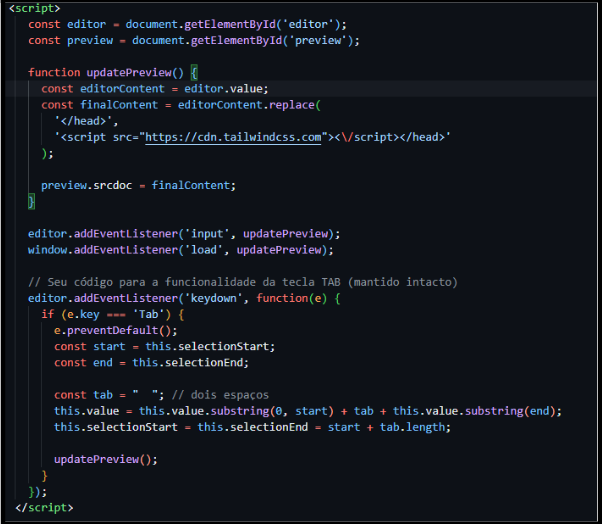 <script>
const editor = document.getElementById('editor');
const preview = document.getElementById('preview');
function updatePreview() {
const editorContent = editor.value;
const finalContent = editorContent.replace(
'</head>',
'<script src="https://cdn.tailwindcss.com"><\/script></head>'
);
preview.srcdoc = finalContent;
}
editor.addEventListener('input', updatePreview);
window.addEventListener('load', updatePreview);
// Seu código para a funcionalidade da tecla TAB (mantido intacto)
editor.addEventListener('keydown', function(e) {
if (e.key === 'Tab') {
e.preventDefault();
const start = this.selectionStart;
const end = this.selectionEnd;
const tab = "  "; // dois espaços
this.value = this.value.substring(0, start) + tab + this.value.substring(end);
this.selectionStart = this.selectionEnd = start + tab.length;
updatePreview();
}
});
</script>